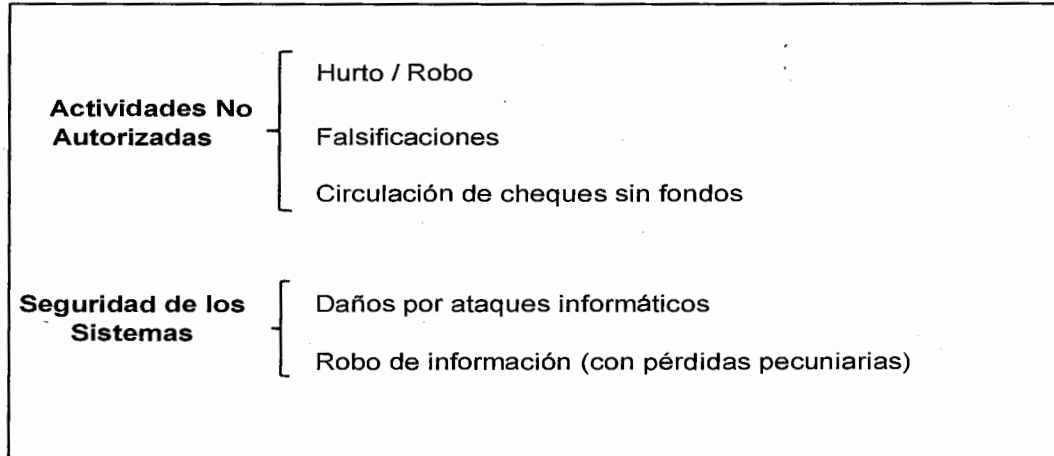 Actividades No
Autorizadas
Hurto / Robo
Falsificaciones
Circulación de cheques sin fondos
Seguridad de los
Sistemas
Daños por ataques informáticos
Robo de información (con pérdidas pecuniarias)